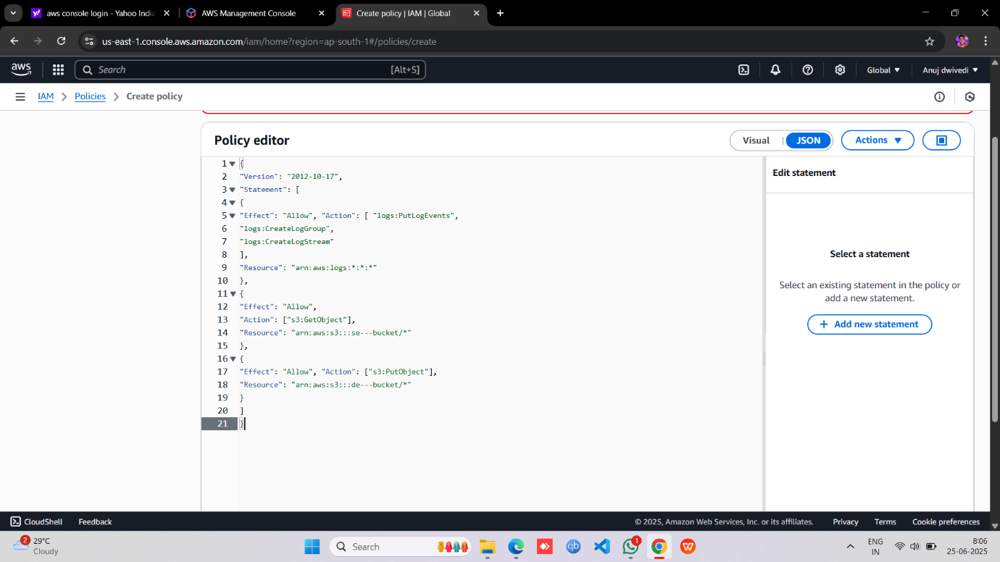 aws console login - Yahoo India
AWS Management Console
Create policy | IAM | Global
us-east-1.console.aws.amazon.com/iam/home?region=ap-south-1#/policies/create
aws
Search [Alt+S]
Global
Anuj dwivedi
IAM > Policies > Create policy
Policy editor
Visual
JSON
Actions
1 {
2 "Version": "2012-10-17",
3 "Statement": [
4 {
5 "Effect": "Allow", "Action": [ "logs:PutLogEvents",
6 "logs:CreateLogGroup",
7 "logs:CreateLogStream"
8 ],
9 "Resource": "arn:aws:logs:*:*:*"
10 },
11 {
12 "Effect": "Allow",
13 "Action": ["s3:GetObject"],
14 "Resource": "arn:aws:s3:::se---bucket/*"
15 },
16 {
17 "Effect": "Allow", "Action": ["s3:PutObject"],
18 "Resource": "arn:aws:s3:::de---bucket/*"
19 }
20 ]
21 }
Edit statement
Select a statement
Select an existing statement in the policy or
add a new statement.
+ Add new statement
CloudShell
Feedback
© 2025, Amazon Web Services, Inc. or its affiliates.
Privacy
Terms
Cookie preferences
2
29°C
Cloudy
Search
qb
1
W
ENG
IN
8:06
25-06-2025